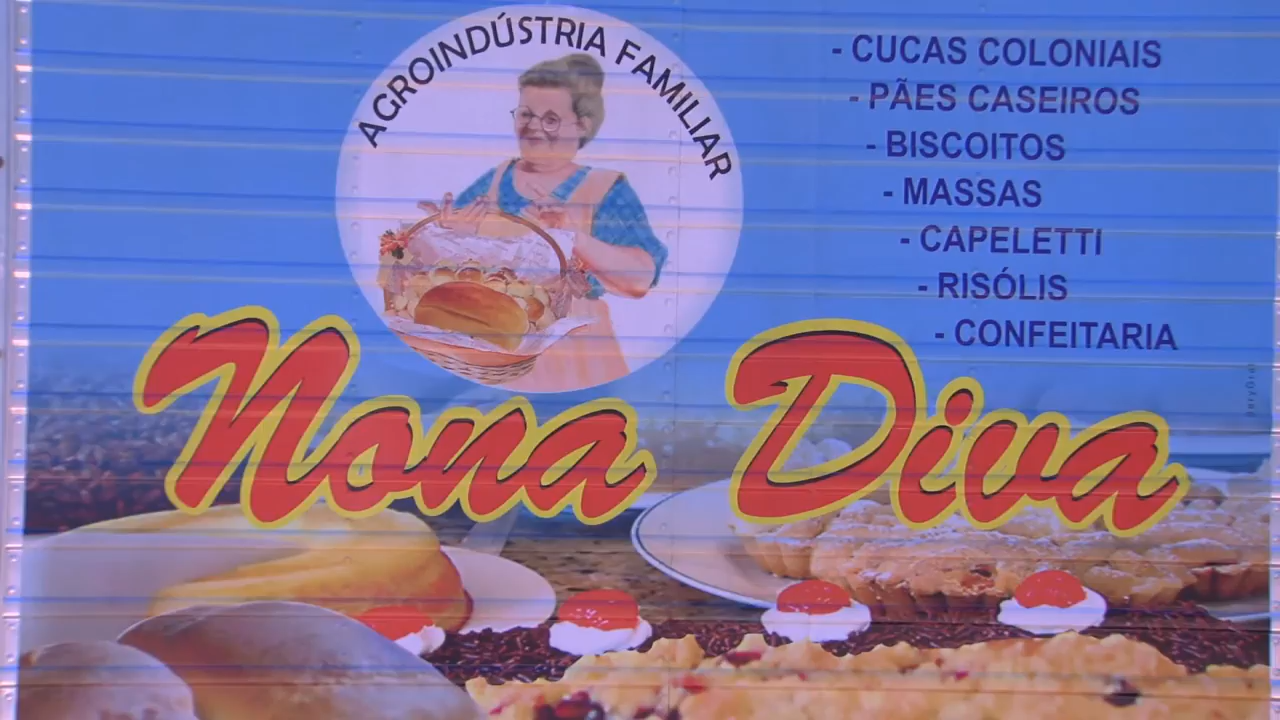 AGROINDÚSTRIA FAMILIAR
- CUCAS COLONIAIS
- PÃES CASEIROS
- BISCOITOS
- MASSAS
- CAPELETTI
- RISÓLIS
- CONFEITARIA
Nona Diva